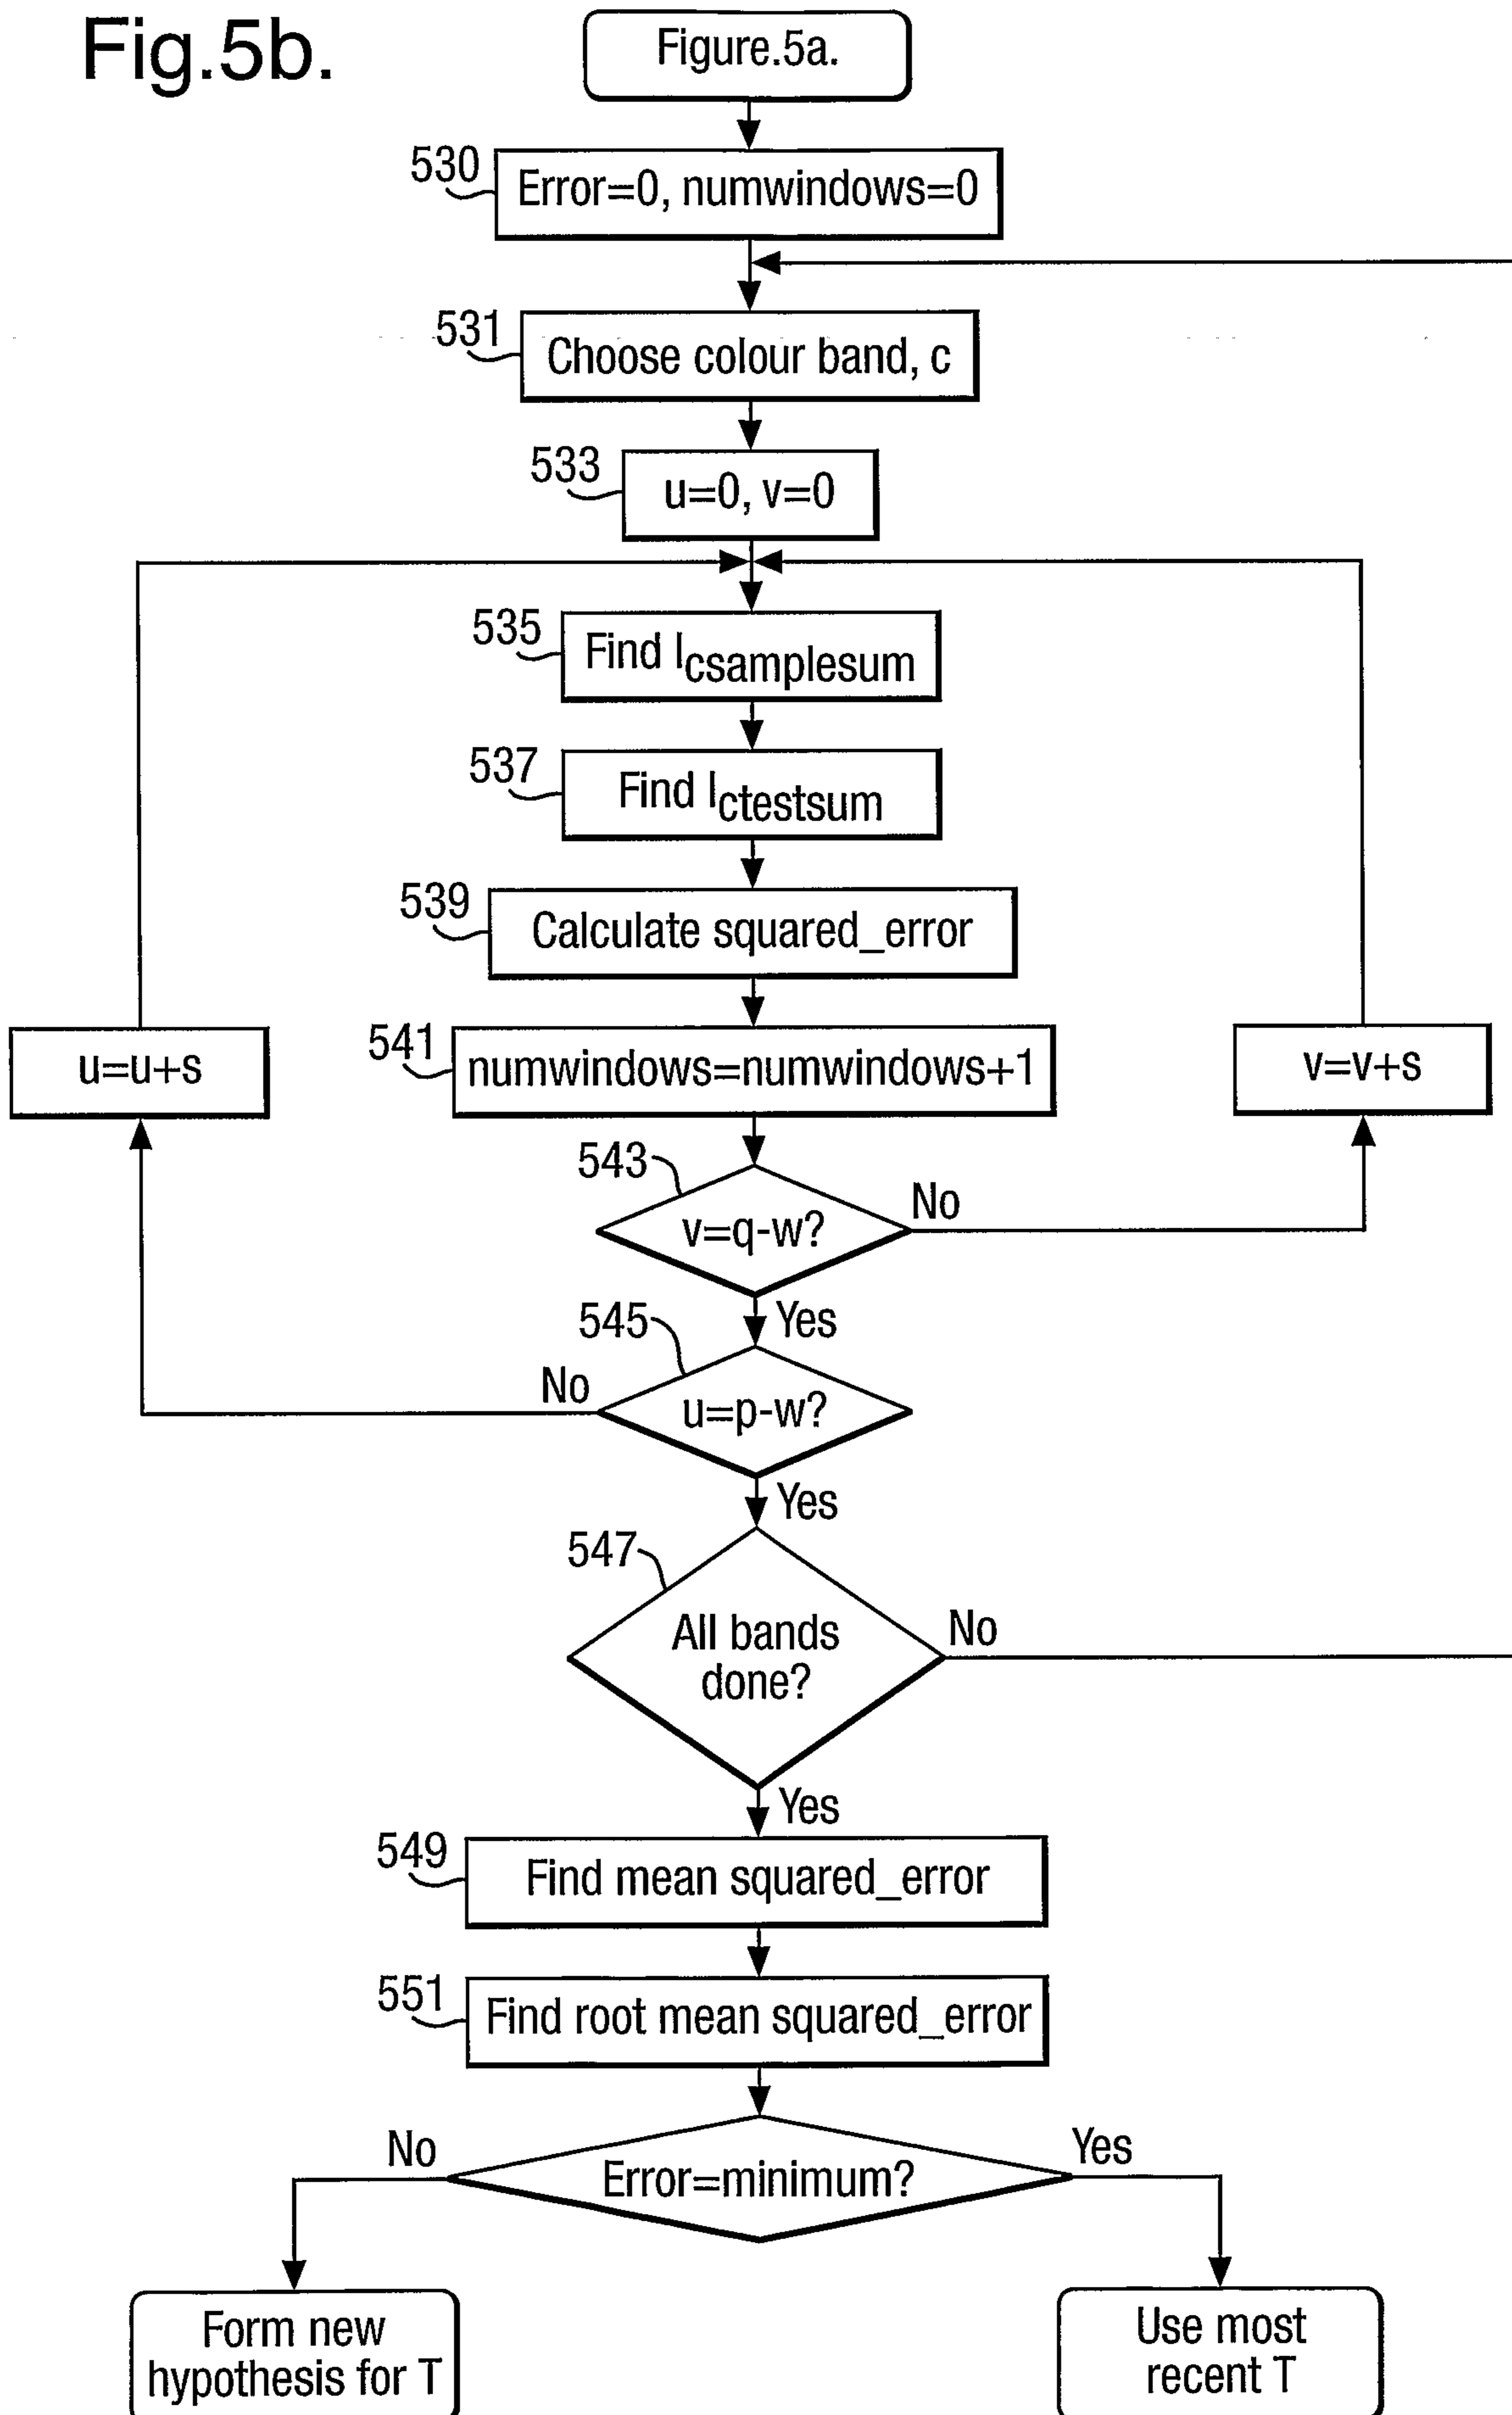 Fig.5b.
Figure.5a.
530
Error=0, numwindows=0
531
Choose colour band, c
533
u=0, v=0
535
Find Icsamplesum
537
Find Ictestsum
539
Calculate squared_error
u=u+s
541
numwindows=numwindows+1
v=v+s
543
v=q-w?
No
Yes
545
No
u=p-w?
Yes
547
All bands
done?
No
Yes
549
Find mean squared_error
551
Find root mean squared_error
No
Error=minimum?
Yes
Form new
hypothesis for T
Use most
recent T